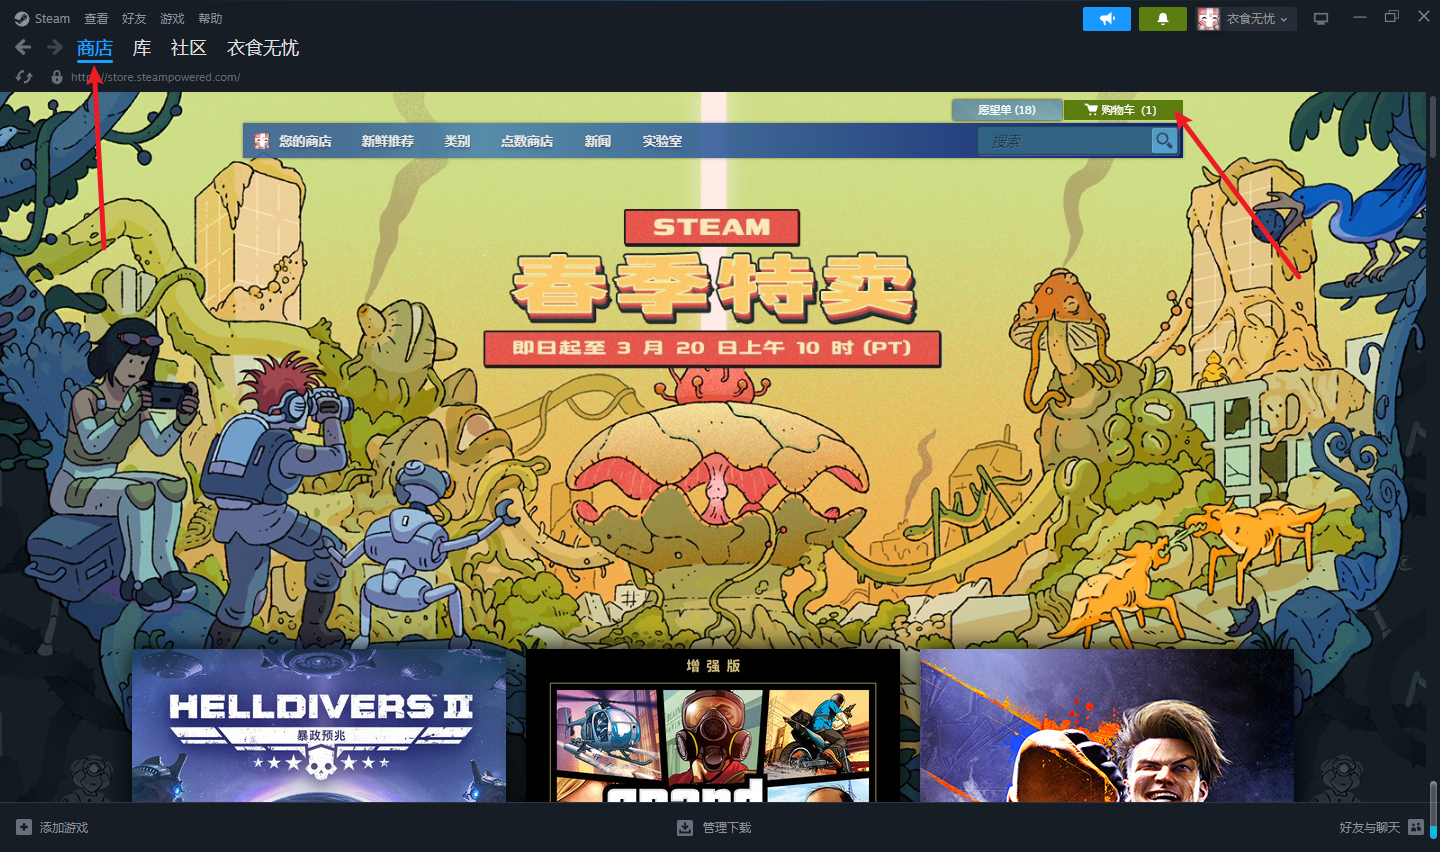 Steam 查看 好友 游戏 帮助
衣食无忧
商店 库 社区 衣食无忧
store.steampowered.com/
愿望单 (18) 购物车 (1)
您的商店 新鲜推荐 类别 点数商店 新闻 实验室 搜索
STEAM
春季特卖
即日起至 3 月 20 日上午 10 时 (PT)
HELLDIVERS II
暴政预兆
增强版
grand
添加游戏 管理下载 好友与聊天